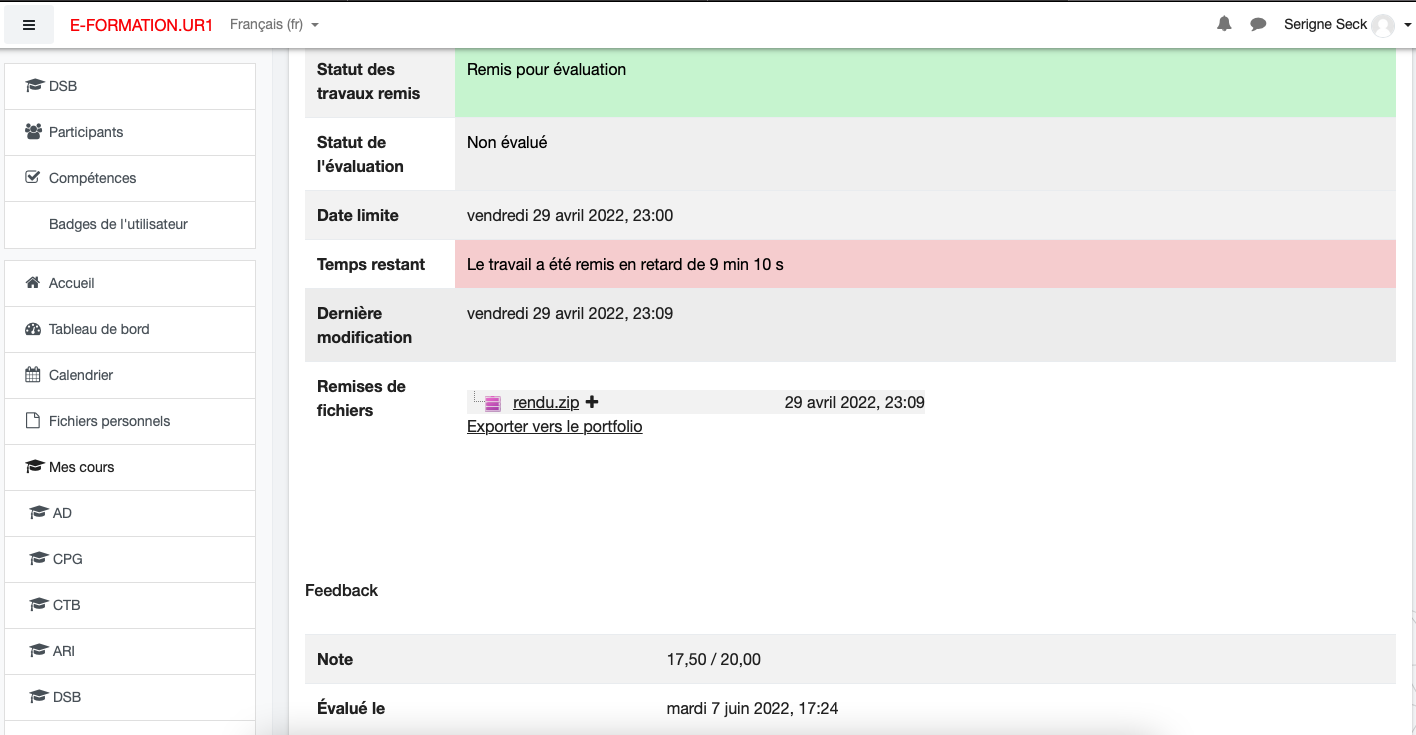 E-FORMATION.UR1 Français (fr) Serigne Seck
DSB
Participants
Compétences
Badges de l'utilisateur
Accueil
Tableau de bord
Calendrier
Fichiers personnels
Mes cours
AD
CPG
CTB
ARI
DSB
Statut des
travaux remis
Remis pour évaluation
Statut de
l'évaluation
Non évalué
Date limite
vendredi 29 avril 2022, 23:00
Temps restant
Le travail a été remis en retard de 9 min 10 s
Dernière
modification
vendredi 29 avril 2022, 23:09
Remises de
fichiers
rendu.zip 29 avril 2022, 23:09
Exporter vers le portfolio
Feedback
Note
17,50 / 20,00
Évalué le
mardi 7 juin 2022, 17:24